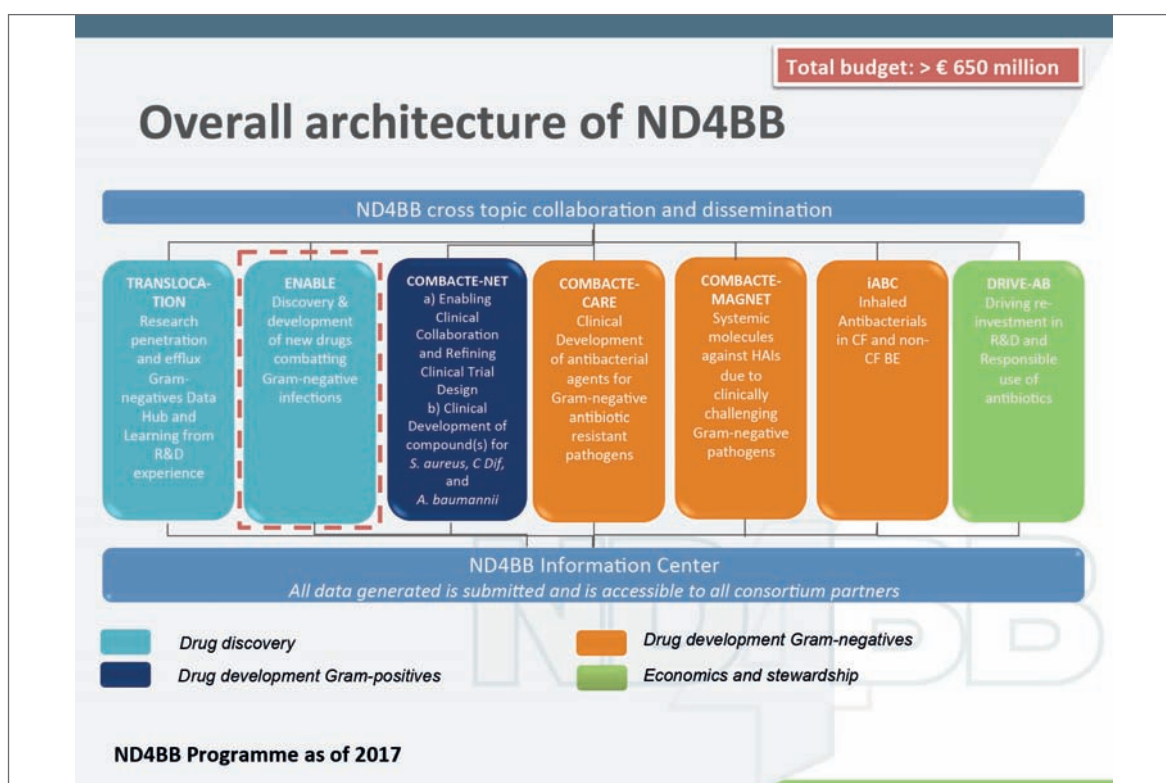 Total budget: > € 650 million
Overall architecture of ND4BB
ND4BB cross topic collaboration and dissemination
TRANSLOCA-
TION
Research
penetration
and efflux
Gram-
negatives Data
Hub and
Learning from
R&D
experience
ENABLE
Discovery &
development
of new drugs
combatting
Gram-negative
infections
COMBACTE-NET
a) Enabling
Clinical
Collaboration
and Refining
Clinical Trial
Design
b) Clinical
Development of
compound(s) for
S. aureus, C Dif,
and
A. baumannii
COMBACTE-
CARE
Clinical
Development
of antibacterial
agents for
Gram-negative
antibiotic
resistant
pathogens
COMBACTE-
MAGNET
Systemic
molecules
against HAIs
due to
clinically
challenging
Gram-negative
pathogens
iABC
Inhaled
Antibacterials
in CF and non-
CF BE
DRIVE-AB
Driving re-
investment in
R&D and
Responsible
use of
antibiotics
ND4BB Information Center
All data generated is submitted and is accessible to all consortium partners
Drug discovery
Drug development Gram-positives
Drug development Gram-negatives
Economics and stewardship
ND4BB
ND4BB Programme as of 2017